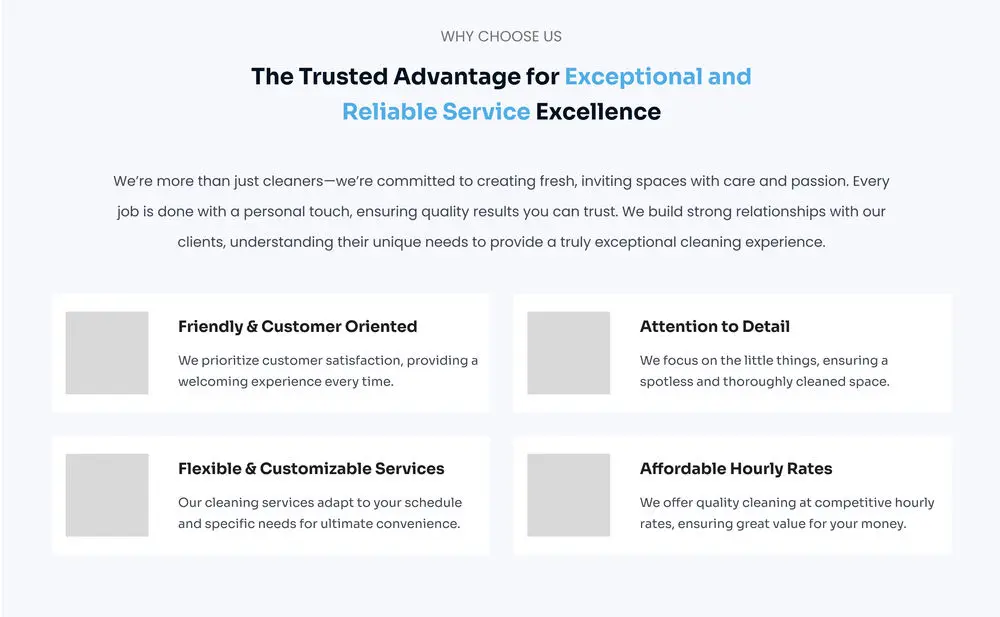 WHY CHOOSE US
The Trusted Advantage for Exceptional and
Reliable Service Excellence
We’re more than just cleaners—we’re committed to creating fresh, inviting spaces with care and passion. Every
job is done with a personal touch, ensuring quality results you can trust. We build strong relationships with our
clients, understanding their unique needs to provide a truly exceptional cleaning experience.
Friendly & Customer Oriented
We prioritize customer satisfaction, providing a
welcoming experience every time.
Attention to Detail
We focus on the little things, ensuring a
spotless and thoroughly cleaned space.
Flexible & Customizable Services
Our cleaning services adapt to your schedule
and specific needs for ultimate convenience.
Affordable Hourly Rates
We offer quality cleaning at competitive hourly
rates, ensuring great value for your money.